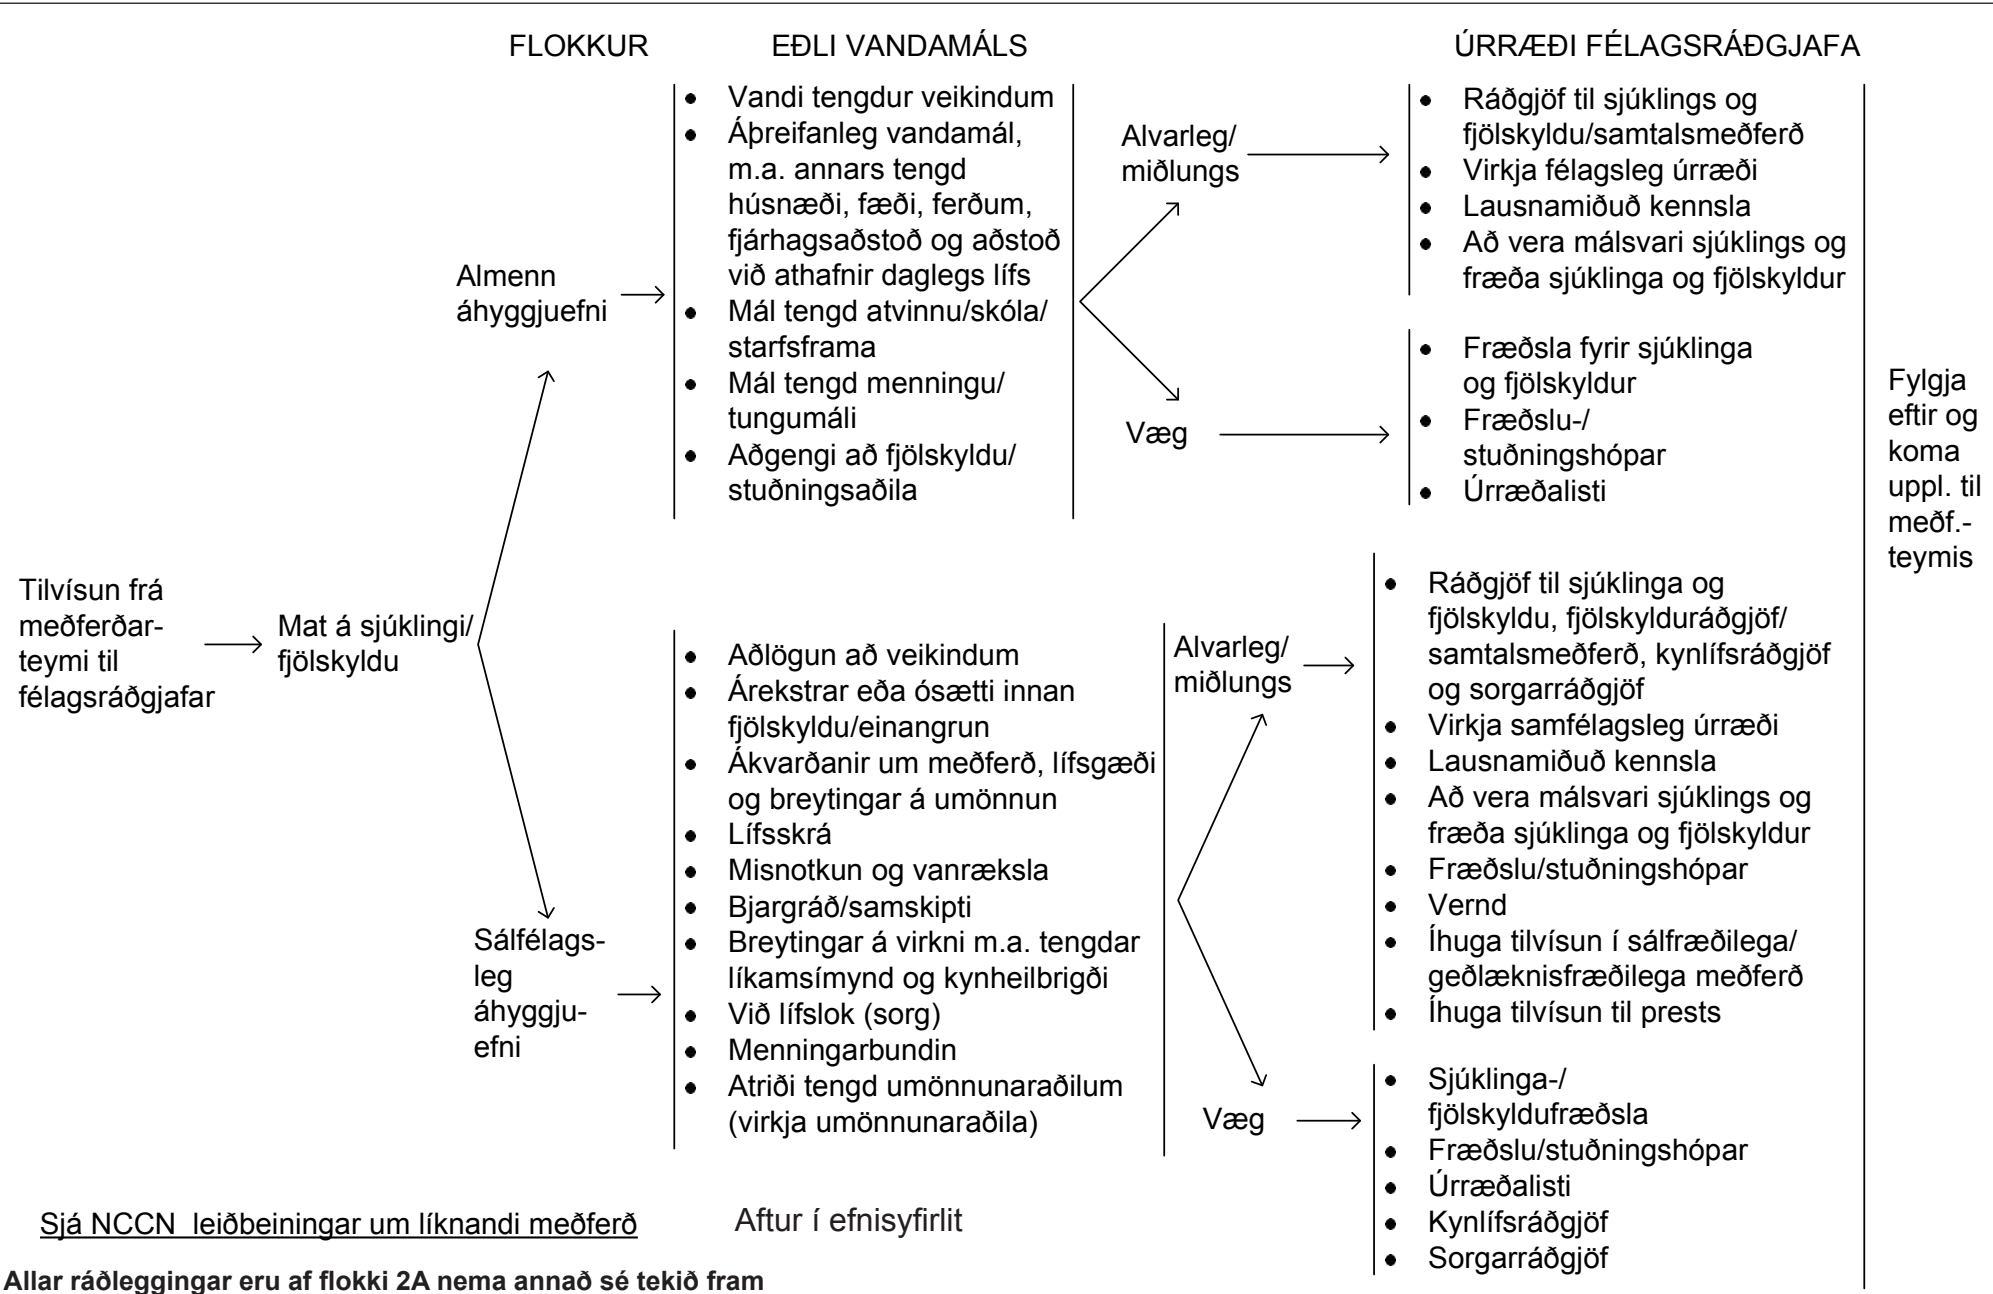 FLOKKUR
EÐLI VANDAMÁLS
ÚRRÆÐI FÉLAGSRÁÐGJAFA
Tilvísun frá
meðferðar-
teymi til
félagsráðgjafar
Mat á sjúklingi/
fjölskyldu
Almenn
áhyggjuefni
• Vandi tengdur veikindum
• Áþreifanleg vandamál,
m.a. annars tengd
húsnæði, fæði, ferðum,
fjárhagsaðstoð og aðstoð
við athafnir daglegs lífs
• Mál tengd atvinnu/skóla/
starfsframa
• Mál tengd menningu/
tungumáli
• Aðgengi að fjölskyldu/
stuðningsaðila
Alvarleg/
miðlungs
• Ráðgjöf til sjúklings og
fjölskyldu/samtalsmeðferð
• Virkja félagsleg úrræði
• Lausnamiðuð kennsla
• Að vera málsvari sjúklings og
fræða sjúklinga og fjölskyldur
Væg
• Fræðsla fyrir sjúklinga
og fjölskyldur
• Fræðslu-/
stuðningshópar
• Úrræðalisti
Sálfélags-
leg
áhyggju-
efni
• Aðlögun að veikindum
• Árekstrar eða ósætti innan
fjölskyldu/einangrun
• Ákvarðanir um meðferð, lífsgæði
og breytingar á umönnun
• Lífsskrá
• Misnotkun og vanræksla
• Bjargráð/samskipti
• Breytingar á virkni m.a. tengdar
líkamsímynd og kynheilbrigði
• Við lífslok (sorg)
• Menningarbundin
• Atriði tengd umönnunaraðilum
(virkja umönnunaraðila)
Alvarleg/
miðlungs
• Ráðgjöf til sjúklinga og
fjölskyldu, fjölskylduráðgjöf/
samtalsmeðferð, kynlífsráðgjöf
og sorgarráðgjöf
• Virkja samfélagsleg úrræði
• Lausnamiðuð kennsla
• Að vera málsvari sjúklings og
fræða sjúklinga og fjölskyldur
• Fræðslu/stuðningshópar
• Vernd
• Íhuga tilvísun í sálfræðilega/
geðlæknisfræðilega meðferð
• Íhuga tilvísun til prests
Væg
• Sjúklinga-/
fjölskyldufræðsla
• Fræðslu/stuðningshópar
• Úrræðalisti
• Kynlífsráðgjöf
• Sorgarráðgjöf
Fylgja
eftir og
koma
uppl. til
meðf.-
teymis
Sjá NCCN leiðbeiningar um líknandi meðferð
Aftur í efnisyfirlit
Allar ráðleggingar eru af flokki 2A nema annað sé tekið fram